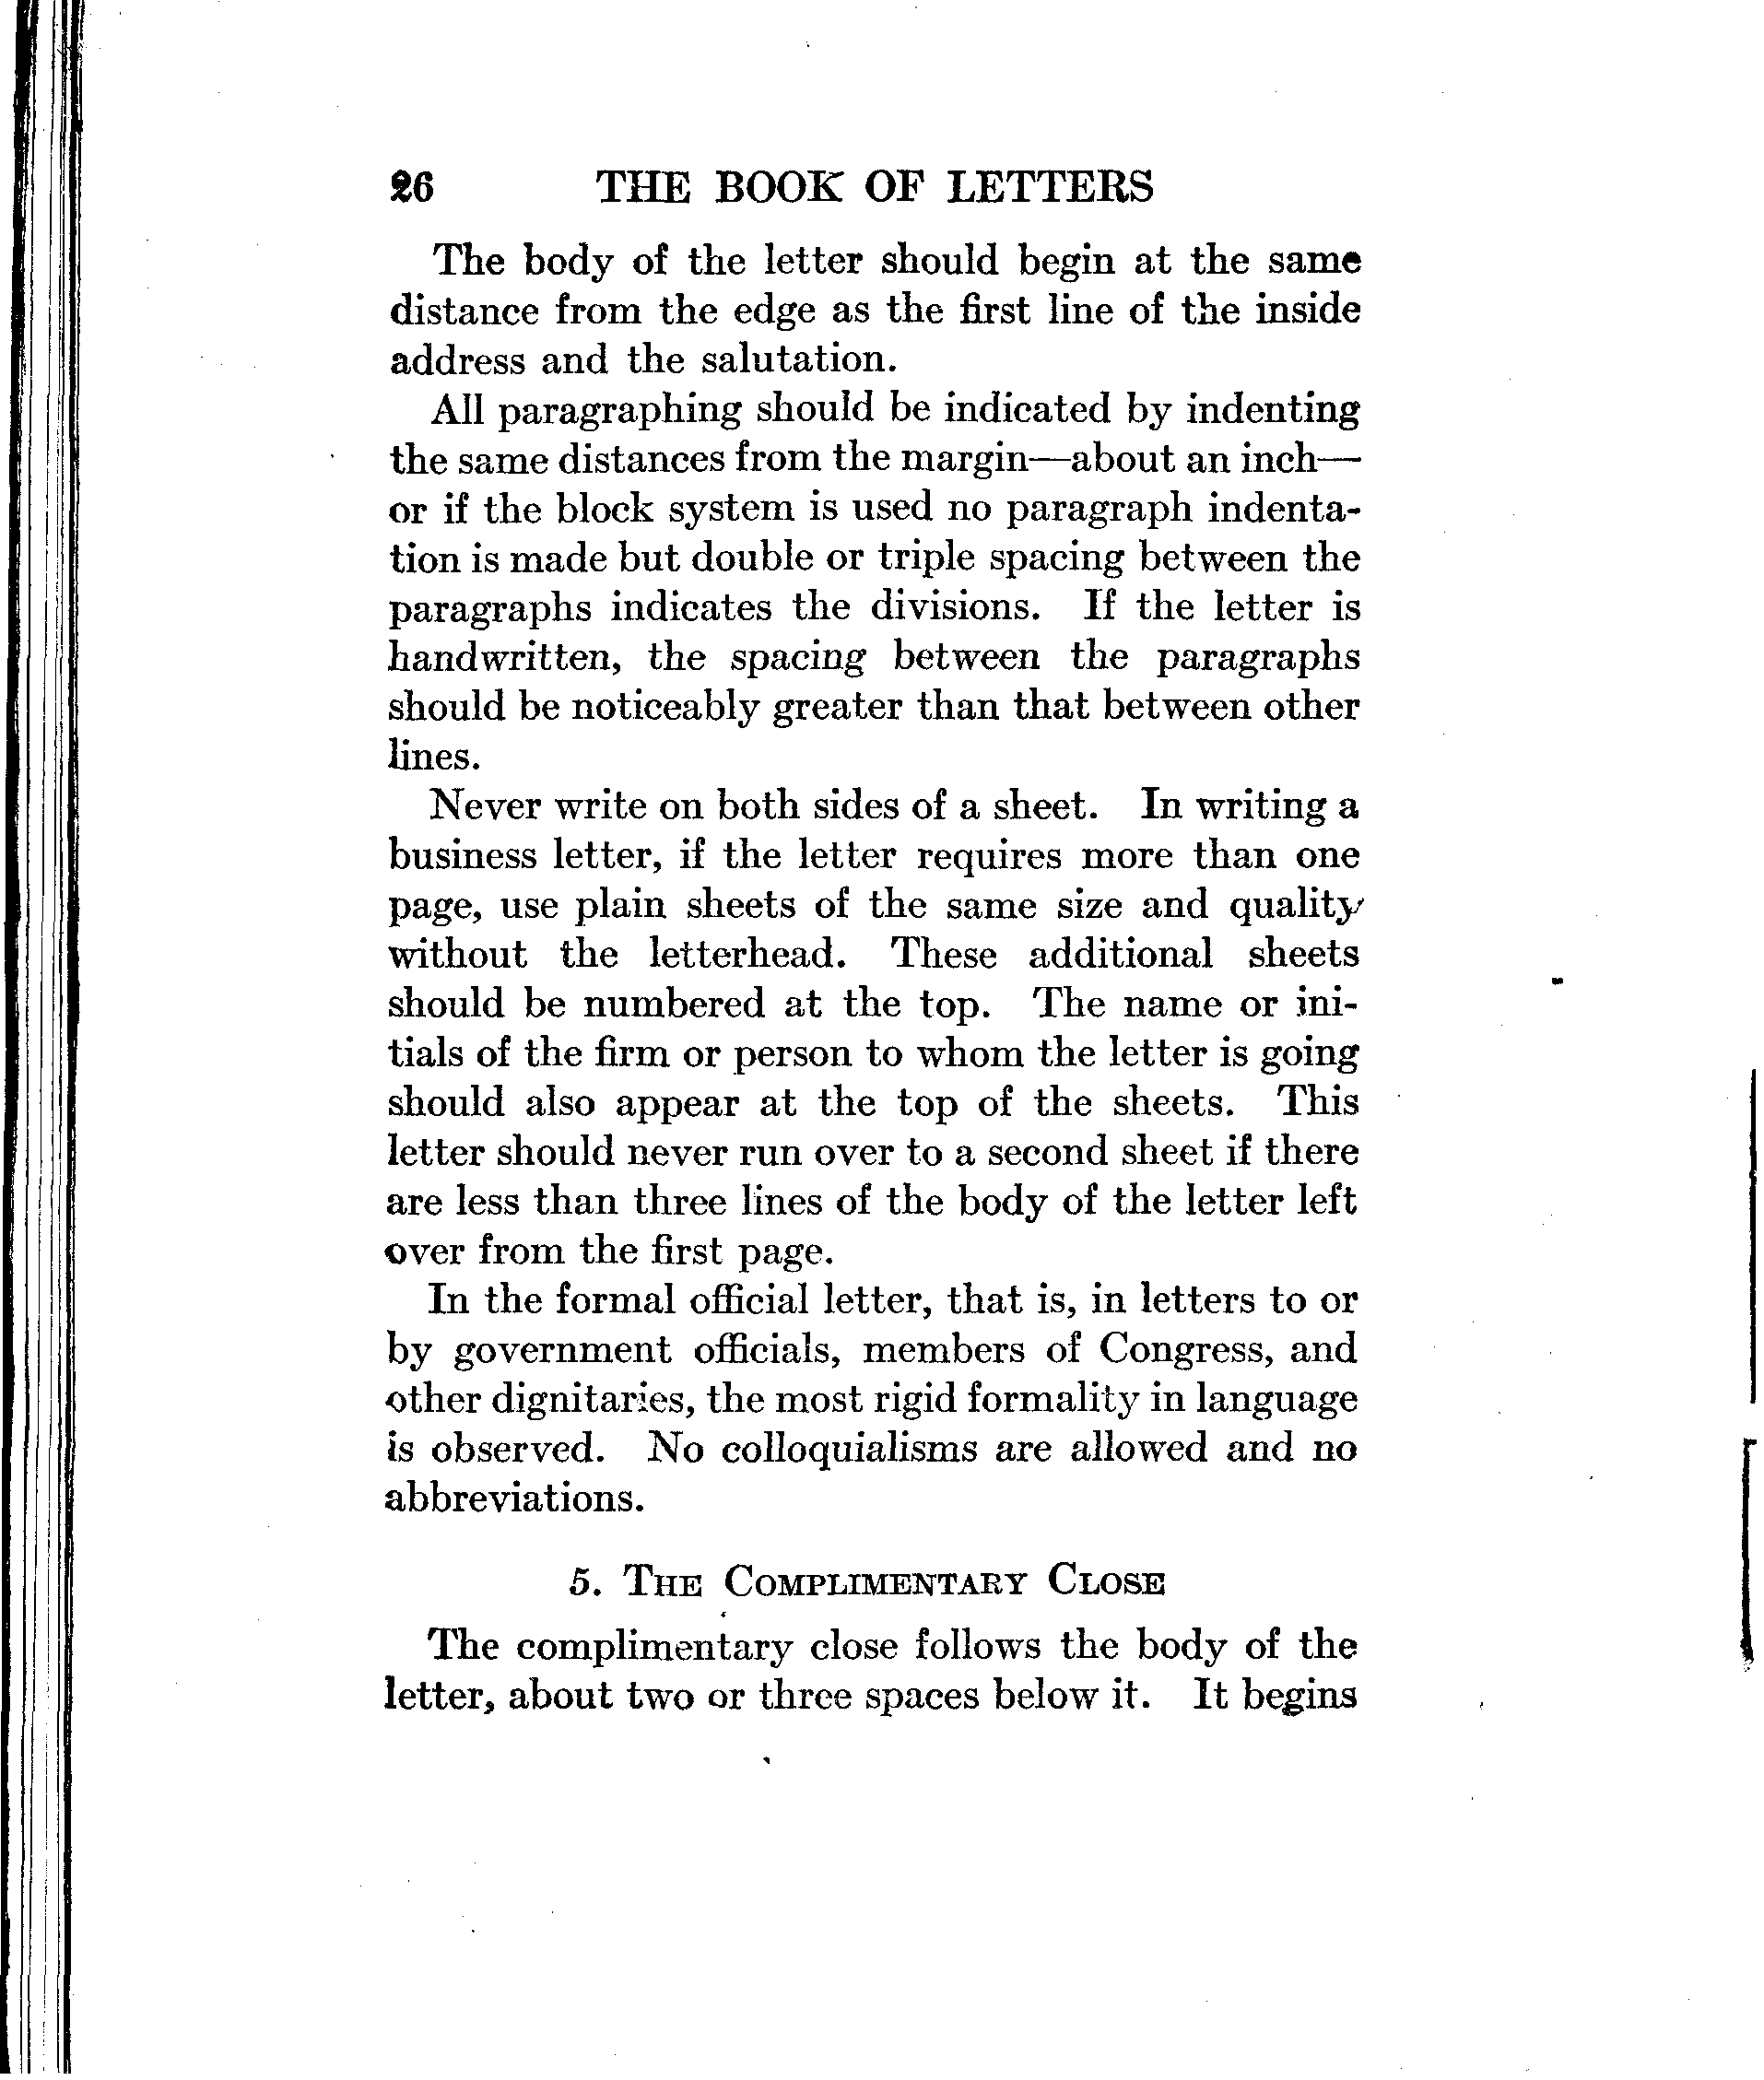 26 THE BOOK OF LETTERS
The body of the letter should begin at the same
distance from the edge as the first line of the inside
address and the salutation.
All paragraphing should be indicated by indenting
the same distances from the margin—about an inch—
or if the block system is used no paragraph indenta-
tion is made but double or triple spacing between the
paragraphs indicates the divisions. If the letter is
handwritten, the spacing between the paragraphs
should be noticeably greater than that between other
lines.
Never write on both sides of a sheet. In writing a
business letter, if the letter requires more than one
page, use plain sheets of the same size and quality
without the letterhead. These additional sheets
should be numbered at the top. The name or ini-
tials of the firm or person to whom the letter is going
should also appear at the top of the sheets. This
letter should never run over to a second sheet if there
are less than three lines of the body of the letter left
over from the first page.
In the formal official letter, that is, in letters to or
by government officials, members of Congress, and
other dignitaries, the most rigid formality in language
is observed. No colloquialisms are allowed and no
abbreviations.
5. THE COMPLIMENTARY CLOSE
The complimentary close follows the body of the
letter, about two or three spaces below it. It begins